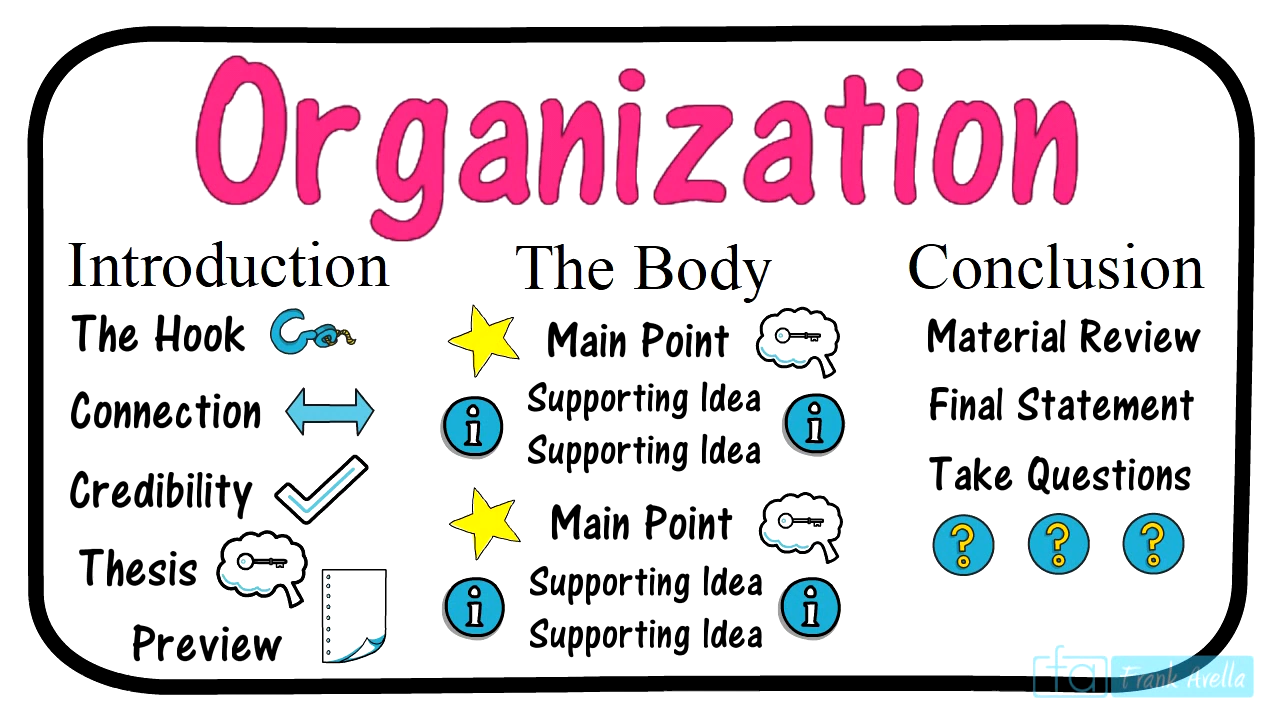 Organization
Introduction
The Hook
Connection
Credibility
Thesis
Preview
The Body
Main Point
Supporting Idea
Supporting Idea
Main Point
Supporting Idea
Supporting Idea
Conclusion
Material Review
Final Statement
Take Questions
? ? ?
fa Frank Avella